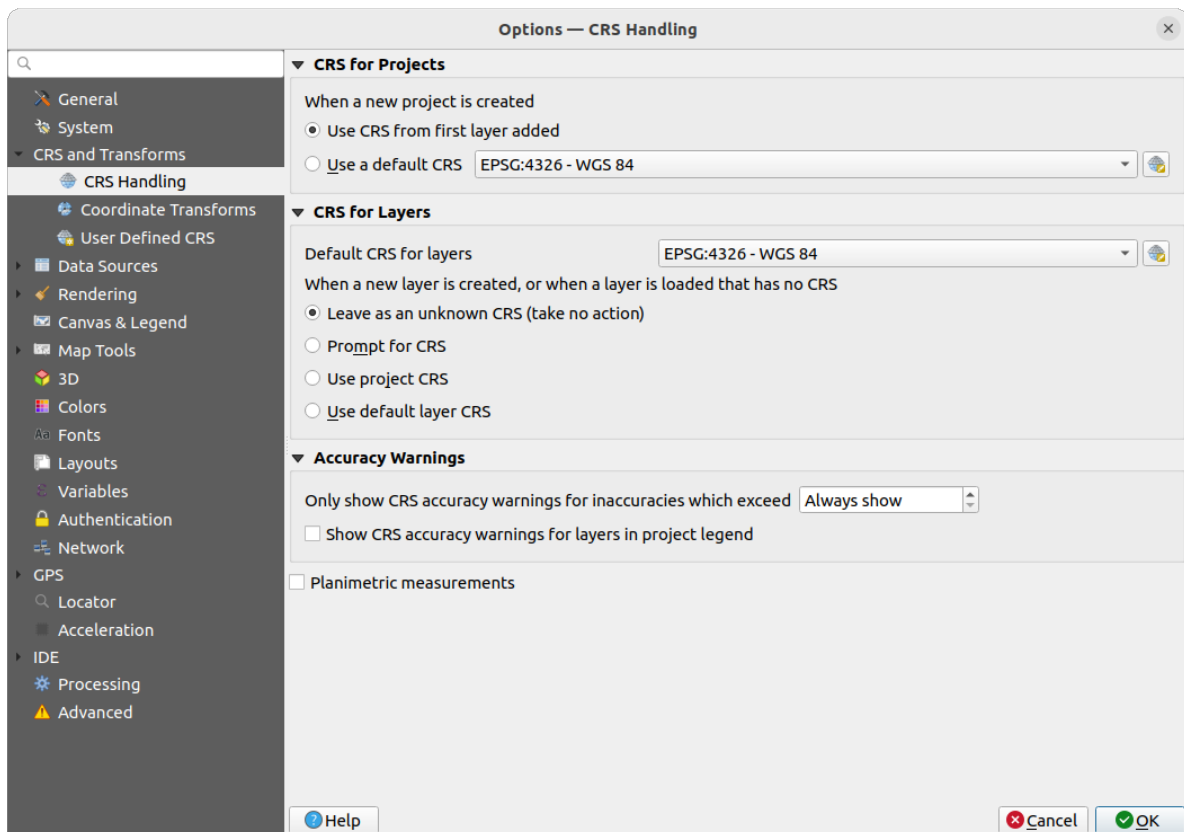 Options — CRS Handling
General
System
CRS and Transforms
CRS Handling
Coordinate Transforms
User Defined CRS
Data Sources
Rendering
Canvas & Legend
Map Tools
3D
Colors
Aa Fonts
Layouts
Variables
Authentication
Network
GPS
Locator
Acceleration
IDE
Processing
Advanced
CRS for Projects
When a new project is created
Use CRS from first layer added
Use a default CRS EPSG:4326 - WGS 84
CRS for Layers
Default CRS for layers EPSG:4326 - WGS 84
When a new layer is created, or when a layer is loaded that has no CRS
Leave as an unknown CRS (take no action)
Prompt for CRS
Use project CRS
Use default layer CRS
Accuracy Warnings
Only show CRS accuracy warnings for inaccuracies which exceed Always show
Show CRS accuracy warnings for layers in project legend
Planimetric measurements
? Help Cancel OK